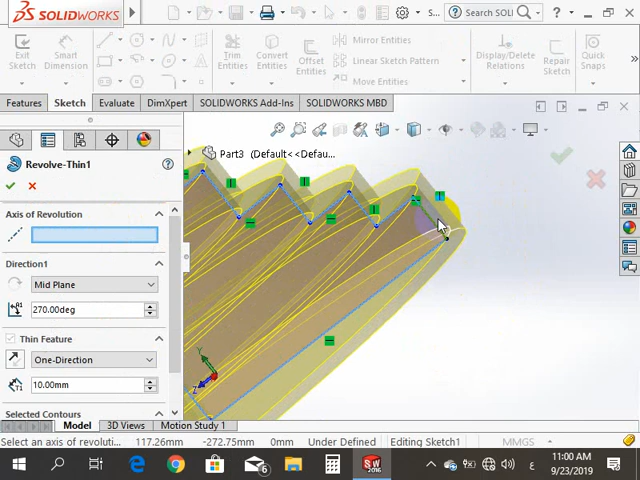 SOLIDWORKS
S...
Search SOLI
Exit
Sketch
Smart
Dimension
Trim
Entities
Convert
Entities
Offset
Entities
Mirror Entities
Linear Sketch Pattern
Move Entities
Display/Delete
Relations
Repair
Sketch
Quick
Snaps
Features
Sketch
Evaluate
DimXpert
SOLIDWORKS Add-Ins
SOLIDWORKS MBD
Part3 (Default<<Defau...
Revolve-Thin1
Axis of Revolution
Direction1
Mid Plane
270.00deg
Thin Feature
One-Direction
10.00mm
Selected Contours
Y
Z
Model
3D Views
Motion Study 1
Select an axis of revoluti...
117.26mm
-272.75mm
0mm
Under Defined
Editing Sketch1
MMGS
11:00 AM
9/23/2019
ع
6
SW
2016